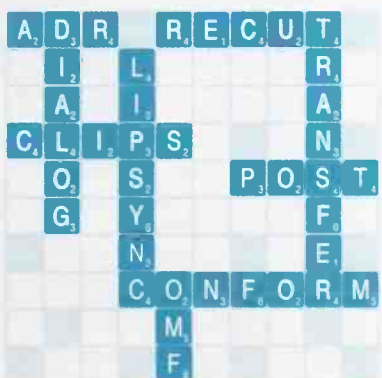 ADR
RECUT
DIALOG
LIPSYNC
TRANSFER
CLIPS
POST
CONFORM
OMF